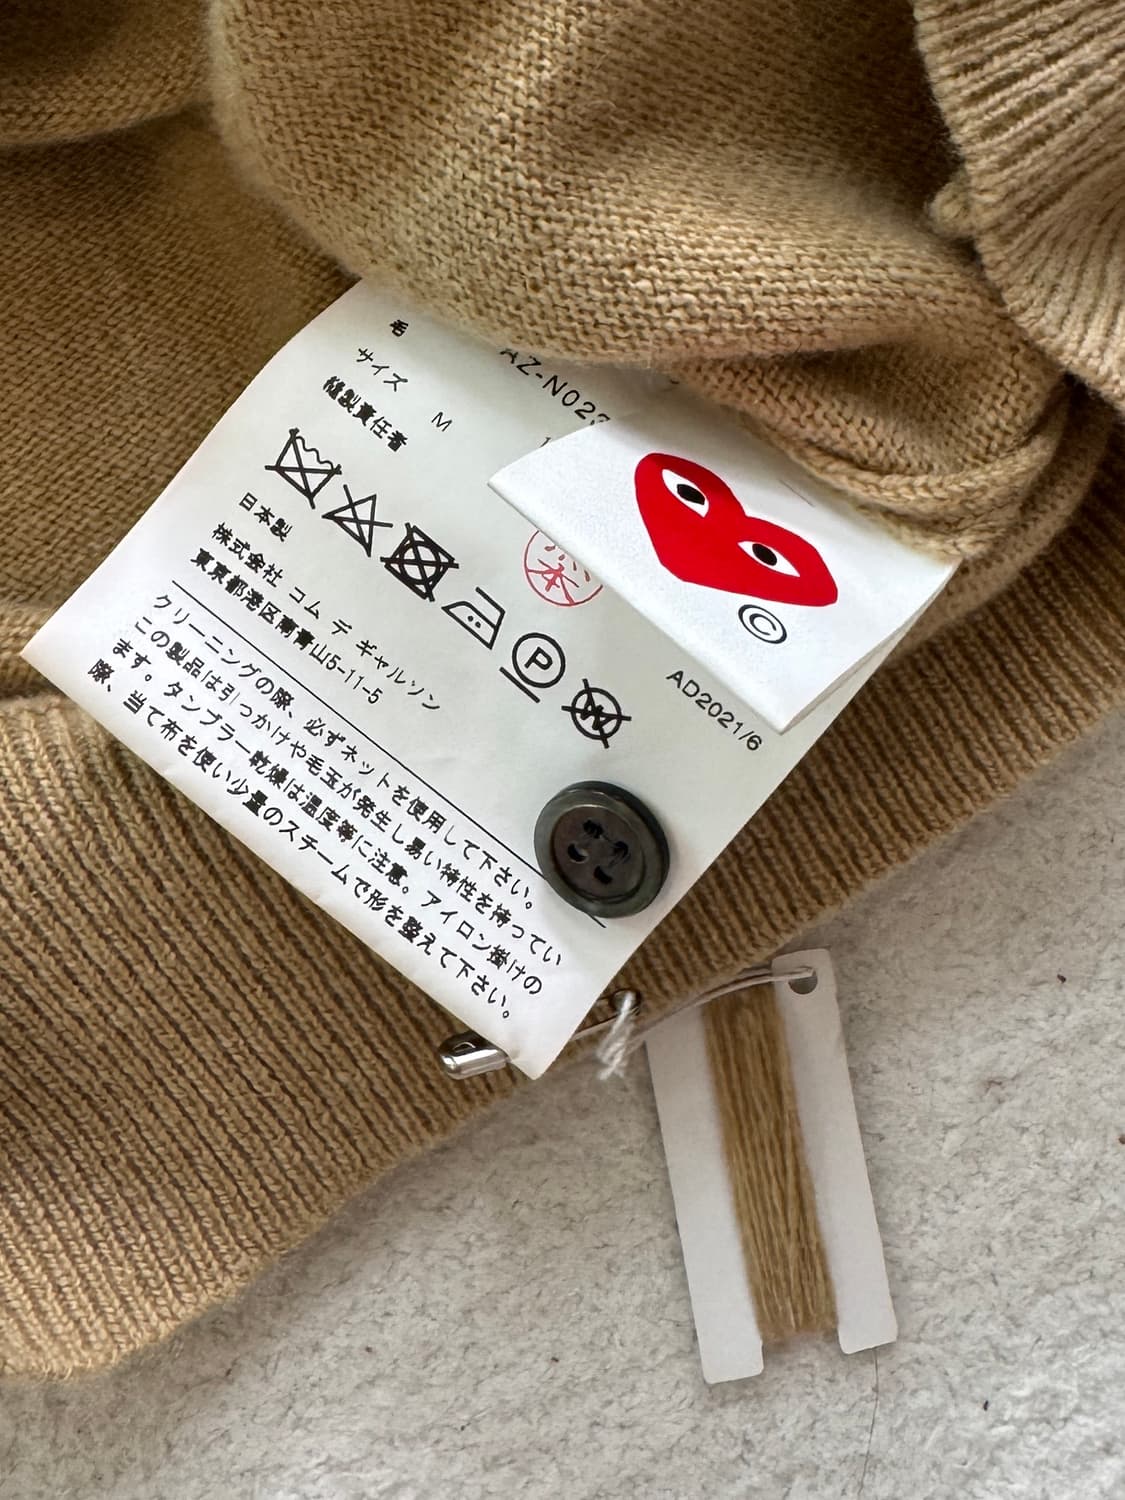 毛
AZ-N02
サイズ M
縫製責任者
本
P
W
日本製
株式会社 コム デ ギャルソン
東京都港区南青山5-11-5
©
AD2021/6
クリーニングの際、必ずネットを使用して下さい。
この製品は引っかけや毛玉が発生し易い特性を持ってい
ます。タンブラー乾燥は温度等に注意。アイロン掛けの
際、当て布を使い少量のスチームで形を整えて下さい。